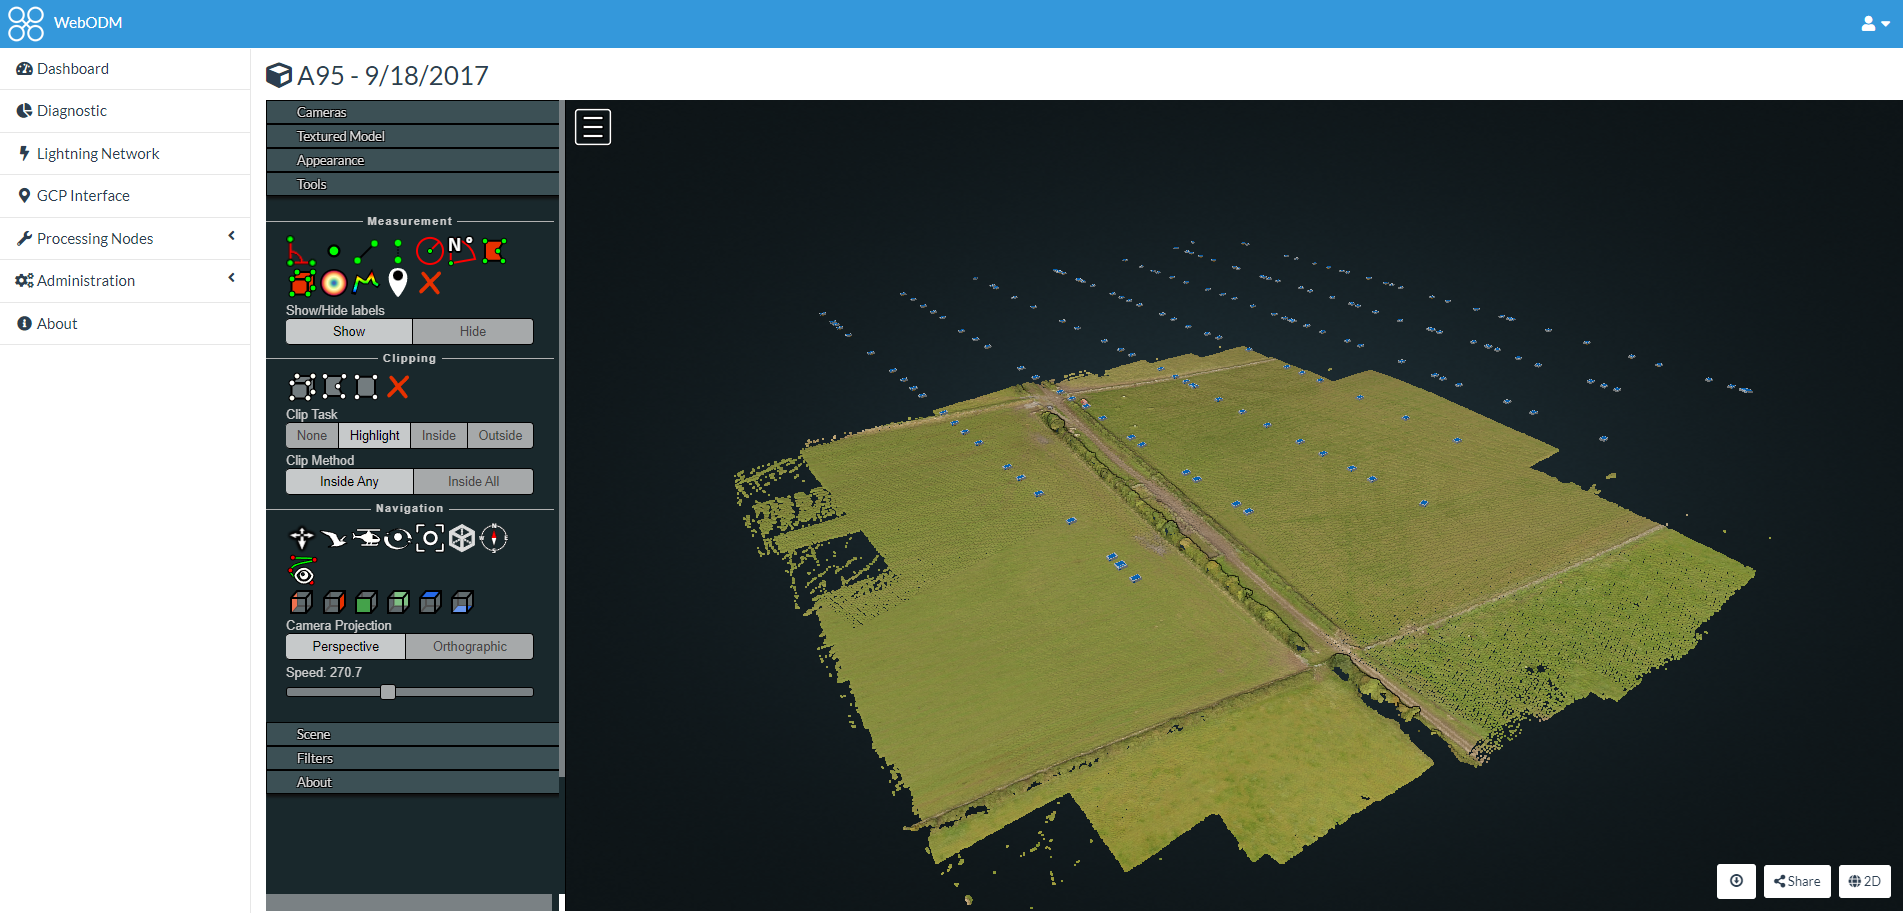 WebODM
Dashboard
Diagnostic
Lightning Network
GCP Interface
Processing Nodes
Administration
About
A95 - 9/18/2017
Cameras
Textured Model
Appearance
Tools
Measurement
N°
Show/Hide labels
Show Hide
Clipping
Clip Task
None Highlight Inside Outside
Clip Method
Inside Any Inside All
Navigation
N
W E
S
Camera Projection
Perspective Orthographic
Speed: 270.7
Scene
Filters
About
Share
2D